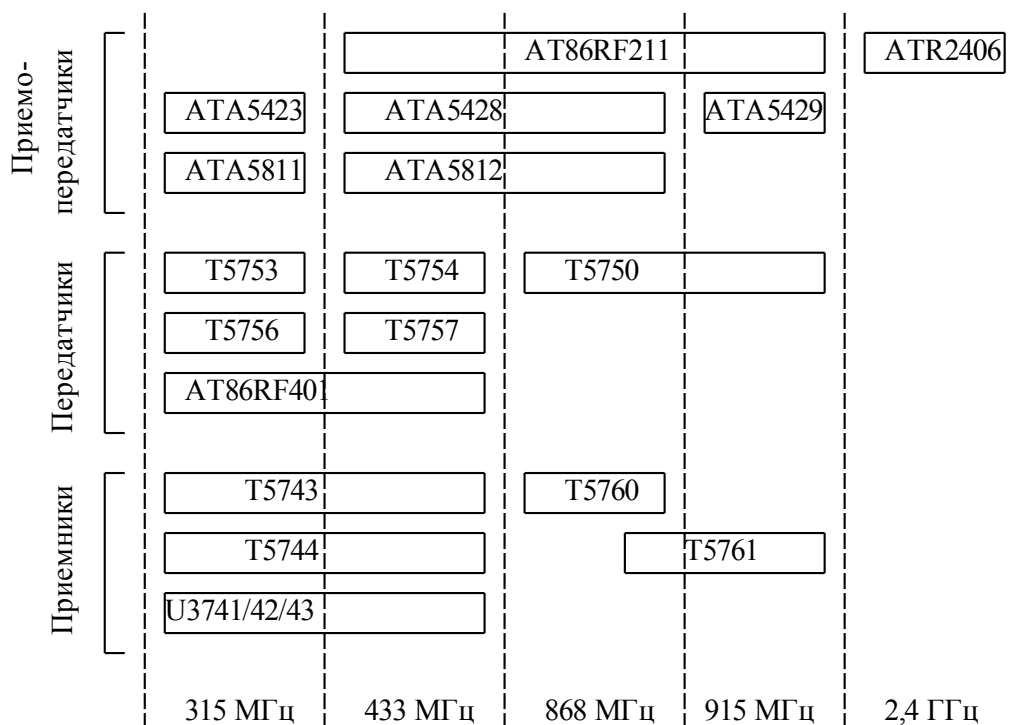 Приемо-
передатчики
AT86RF211
ATR2406
ATA5423
ATA5428
ATA5429
ATA5811
ATA5812
Передатчики
T5753
T5754
T5750
T5756
T5757
AT86RF401
Приемники
T5743
T5760
T5744
T5761
U3741/42/43
315 МГц
433 МГц
868 МГц
915 МГц
2,4 ГГц